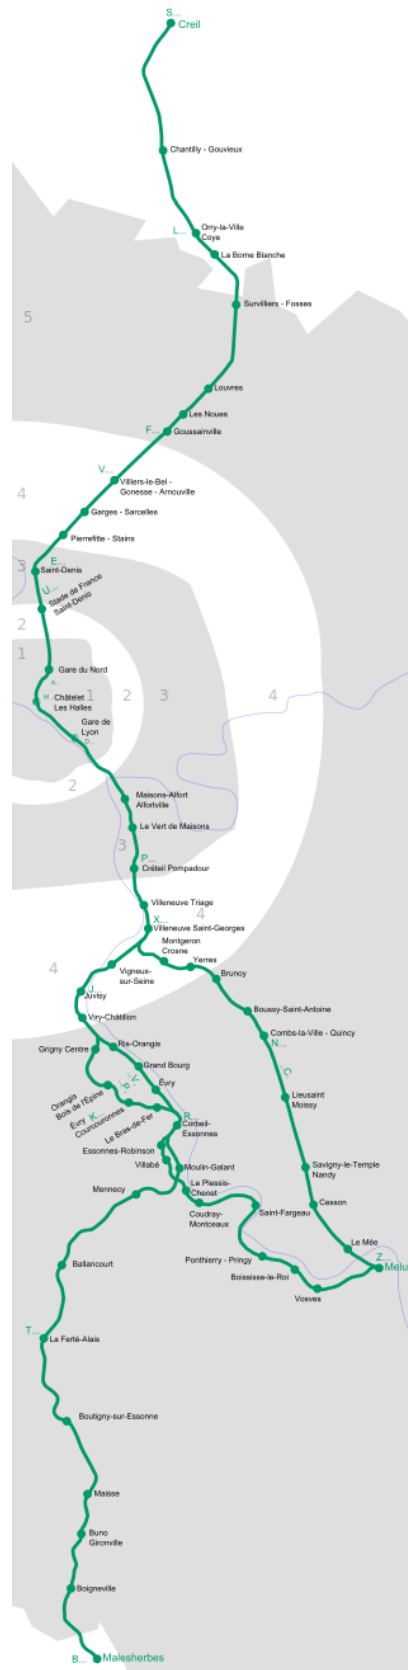 S...
Creil
Chantilly - Gouvieux
L...
Orry-la-Ville
Coye
La Borne Blanche
Survilliers - Fosses
5
Louvres
Les Noues
F...
Goussainville
V...
Villiers-le-Bel -
Gonesse - Arnouville
4
Garges - Sarcelles
Pierrefitte - Stains
E...
3
Saint-Denis
U...
Stade de France
Saint-Denis
2
1
Gare du Nord
A...
M...
Châtelet
Les Halles
1
2
3
4
Gare de
Lyon
D...
2
Maisons-Alfort
Alfortville
Le Vert de Maisons
3
P...
Créteil Pompadour
Villeneuve Triage
4
X...
Villeneuve Saint-Georges
Montgeron
Crosne
Yerres
4
Vigneux-
sur-Seine
Brunoy
J...
Juvisy
Boussy-Saint-Antoine
Viry-Châtillon
Combs-la-Ville - Quincy
N...
Grigny Centre
Ris-Orangis
Grand Bourg
C...
V...
P...
Évry
Orangis
Bois de l'Épine
Lieusaint
Moissy
K...
Évry
Courcouronnes
Le Bras-de-Fer
R...
Corbeil-
Essonnes
Essonnes-Robinson
Villabé
Moulin-Galant
Savigny-le-Temple
Nandy
Mennecy
Le Plessis-
Chenet
Cesson
Coudray-
Montceaux
Saint-Fargeau
Le Mée
Z...
Melu
Ponthierry - Pringy
Boissise-le-Roi
Vosves
Ballancourt
T...
La Ferté-Alais
Boutigny-sur-Essonne
Maisse
Buno
Gironville
Boigneville
B...
Malesherbes